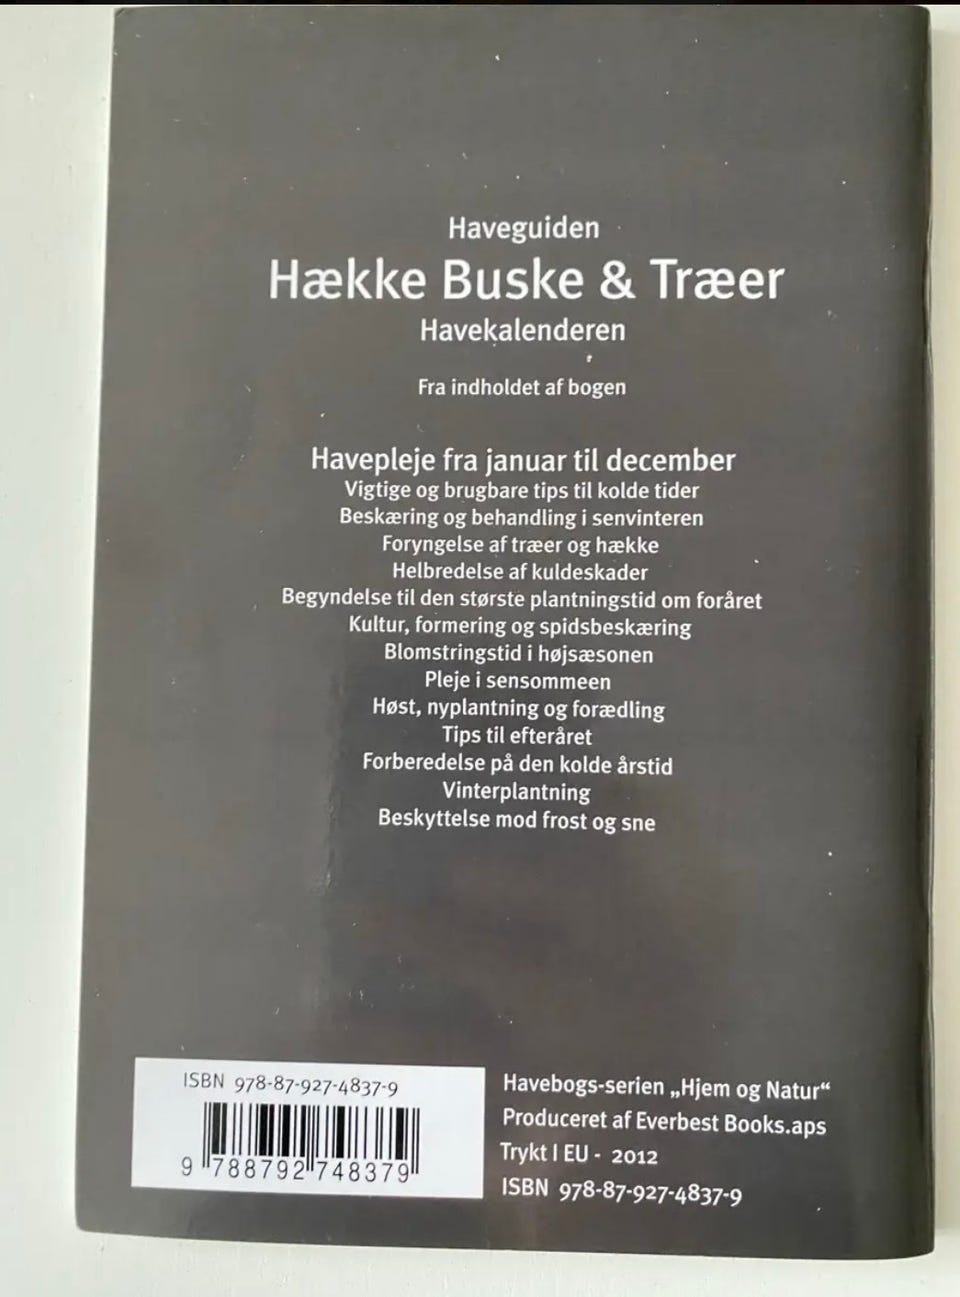 Haveguiden
Hække Buske & Træer
Havekalenderen
Fra indholdet af bogen
Havepleje fra januar til december
Vigtige og brugbare tips til kolde tider
Beskæring og behandling i senvinteren
Foryngelse af træer og hække
Helbredelse af kuldeskader
Begyndelse til den største plantningstid om foråret
Kultur, formering og spidsbeskæring
Blomstringstid i højsæsonen
Pleje i sensommeen
Høst, nyplantning og forædling
Tips til efteråret
Forberedelse på den kolde årstid
Vinterplantning
Beskyttelse mod frost og sne
ISBN 978-87-927-4837-9
9 788792 748379
Havebogs-serien „Hjem og Natur“
Produceret af Everbest Books.aps
Trykt I EU - 2012
ISBN 978-87-927-4837-9